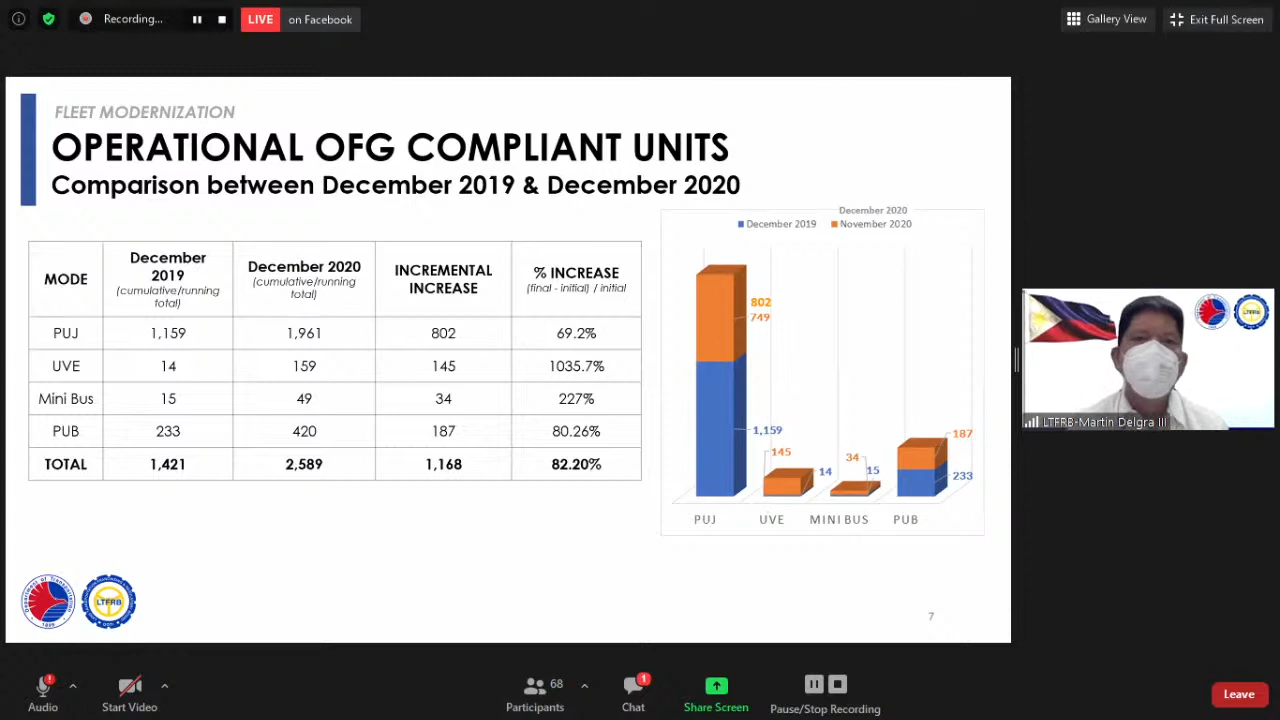 Recording...
LIVE on Facebook
Gallery View
Exit Full Screen
FLEET MODERNIZATION
OPERATIONAL OFG COMPLIANT UNITS
Comparison between December 2019 & December 2020
MODE December 2019 (cumulative/running total) December 2020 (cumulative/running total) INCREMENTAL INCREASE % INCREASE (final - initial) / initial
PUJ 1,159 1,961 802 69.2%
UVE 14 159 145 1035.7%
Mini Bus 15 49 34 227%
PUB 233 420 187 80.26%
TOTAL 1,421 2,589 1,168 82.20%
December 2020
December 2019 November 2020
802
749
1,159
145
14
34
15
187
233
PUJ UVE MINI BUS PUB
LTFRB
7
LTFRB-Martin Delgra III
Audio
Start Video
68
Participants
1
Chat
Share Screen
Pause/Stop Recording
Leave